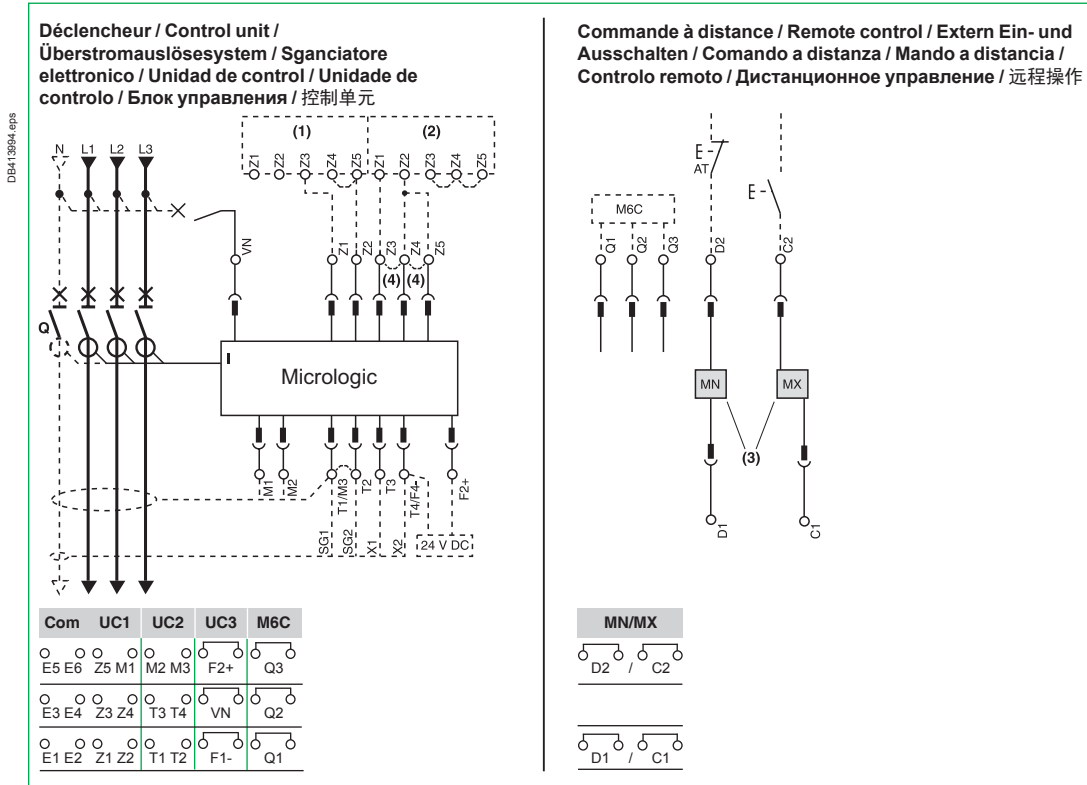 DB413994.eps
Déclencheur / Control unit /
Überstromauslösesystem / Sganciatore
elettronico / Unidad de control / Unidade de
controlo / Блок управления / 控制单元
(1) (2)
N L1 L2 L3
Z1 Z2 Z3 Z4 Z5 Z1 Z2 Z3 Z4 Z5
VN Z1 Z2 Z3 Z4 Z5
(4) (4)
Q
I
Micrologic
M1 M2 T1/M3 T2 T3 T4/F4- F2+
SG1 SG2 X1 X2 24 V DC
Com UC1 UC2 UC3 M6C
E5 E6 Z5 M1 M2 M3 F2+ Q3
E3 E4 Z3 Z4 T3 T4 VN Q2
E1 E2 Z1 Z2 T1 T2 F1- Q1
Commande à distance / Remote control / Extern Ein- und
Ausschalten / Comando a distanza / Mando a distancia /
Controlo remoto / Дистанционное управление / 远程操作
E
AT
E
M6C
Q1 Q2 Q3 D2 C2
MN MX
(3)
D1 C1
MN/MX
D2 / C2
D1 / C1